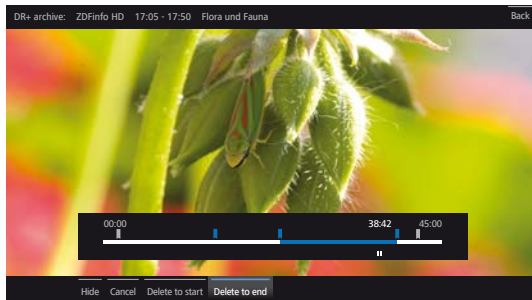 DR+ archive: ZDFinfo HD 17:05 - 17:50 Flora und Fauna Back
00:00 38:42 45:00
Hide Cancel Delete to start Delete to end